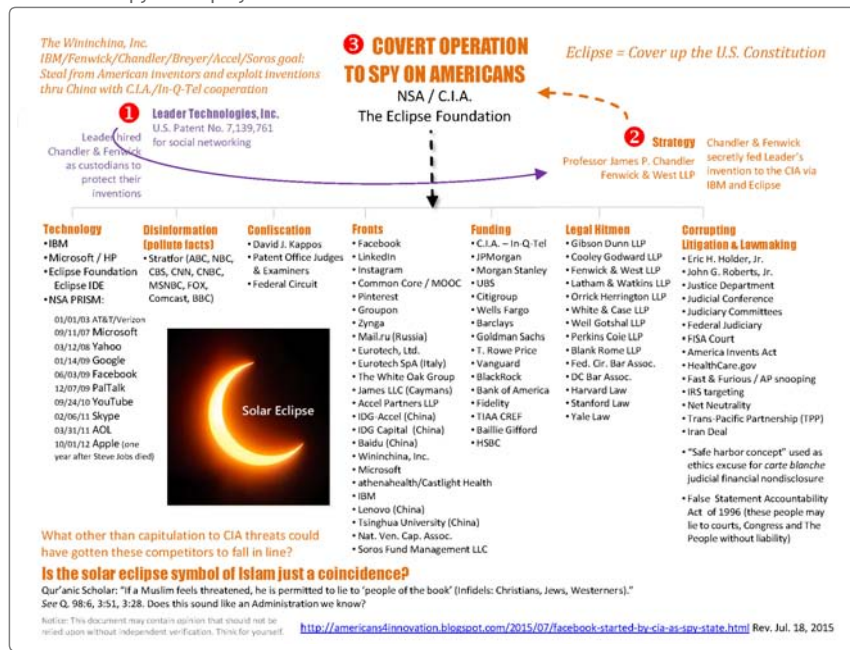 The Wininchina, Inc.
IBM/Fenwick/Chandler/Breyer/Accel/Soros goal:
Steal from American inventors and exploit inventions
thru China with C.I.A./In-Q-Tel cooperation
3 COVERT OPERATION
TO SPY ON AMERICANS
NSA / C.I.A.
The Eclipse Foundation
Eclipse = Cover up the U.S. Constitution
1 Leader Technologies, Inc.
U.S. Patent No. 7,139,761
for social networking
Leader hired
Chandler & Fenwick
as custodians to
protect their
inventions
2 Strategy
Professor James P. Chandler
Fenwick & West LLP
Chandler & Fenwick
secretly fed Leader's
invention to the CIA via
IBM and Eclipse
Technology
• IBM
• Microsoft / HP
• Eclipse Foundation
Eclipse IDE
• NSA PRISM:
01/01/03 AT&T/Verizon
09/11/07 Microsoft
03/12/08 Yahoo
01/14/09 Google
06/03/09 Facebook
12/07/09 PalTalk
09/24/10 YouTube
02/06/11 Skype
03/31/11 AOL
10/01/12 Apple (one
year after Steve Jobs died)
Disinformation
(pollute facts)
• Stratfor (ABC, NBC,
CBS, CNN, CNBC,
MSNBC, FOX,
Comcast, BBC)
Confiscation
• David J. Kappos
• Patent Office Judges
& Examiners
• Federal Circuit
Solar Eclipse
Fronts
• Facebook
• LinkedIn
• Instagram
• Common Core / MOOC
• Pinterest
• Groupon
• Zynga
• Mail.ru (Russia)
• Eurotech, Ltd.
• Eurotech SpA (Italy)
• The White Oak Group
• James LLC (Caymans)
• Accel Partners LLP
• IDG-Accel (China)
• IDG Capital (China)
• Baidu (China)
• Wininchina, Inc.
• Microsoft
• athenahealth/Castlight Health
• IBM
• Lenovo (China)
• Tsinghua University (China)
• Nat. Ven. Cap. Assoc.
• Soros Fund Management LLC
Funding
• C.I.A. – In-Q-Tel
• JPMorgan
• Morgan Stanley
• UBS
• Citigroup
• Wells Fargo
• Barclays
• Goldman Sachs
• T. Rowe Price
• Vanguard
• BlackRock
• Bank of America
• Fidelity
• TIAA CREF
• Baillie Gifford
• HSBC
Legal Hitmen
• Gibson Dunn LLP
• Cooley Godward LLP
• Fenwick & West LLP
• Latham & Watkins LLP
• Orrick Herrington LLP
• White & Case LLP
• Weil Gotshal LLP
• Perkins Coie LLP
• Blank Rome LLP
• Fed. Cir. Bar Assoc.
• DC Bar Assoc.
• Harvard Law
• Stanford Law
• Yale Law
Corrupting
Litigation & Lawmaking
• Eric H. Holder, Jr.
• John G. Roberts, Jr.
• Justice Department
• Judicial Conference
• Judiciary Committees
• Federal Judiciary
• FISA Court
• America Invents Act
• HealthCare.gov
• Fast & Furious / AP snooping
• IRS targeting
• Net Neutrality
• Trans-Pacific Partnership (TPP)
• Iran Deal
• "Safe harbor concept" used as
ethics excuse for carte blanche
judicial financial nondisclosure
• False Statement Accountability
Act of 1996 (these people may
lie to courts, Congress and The
People without liability)
What other than capitulation to CIA threats could
have gotten these competitors to fall in line?
Is the solar eclipse symbol of Islam just a coincidence?
Qur'anic Scholar: "If a Muslim feels threatened, he is permitted to lie to 'people of the book' (Infidels: Christians, Jews, Westerners)."
See Q. 98:6, 3:51, 3:28. Does this sound like an Administration we know?
Notice: This document may contain opinion that should not be
relied upon without independent verification. Think for yourself.
http://americans4innovation.blogspot.com/2015/07/facebook-started-by-cia-as-spy-state.html Rev. Jul. 18, 2015